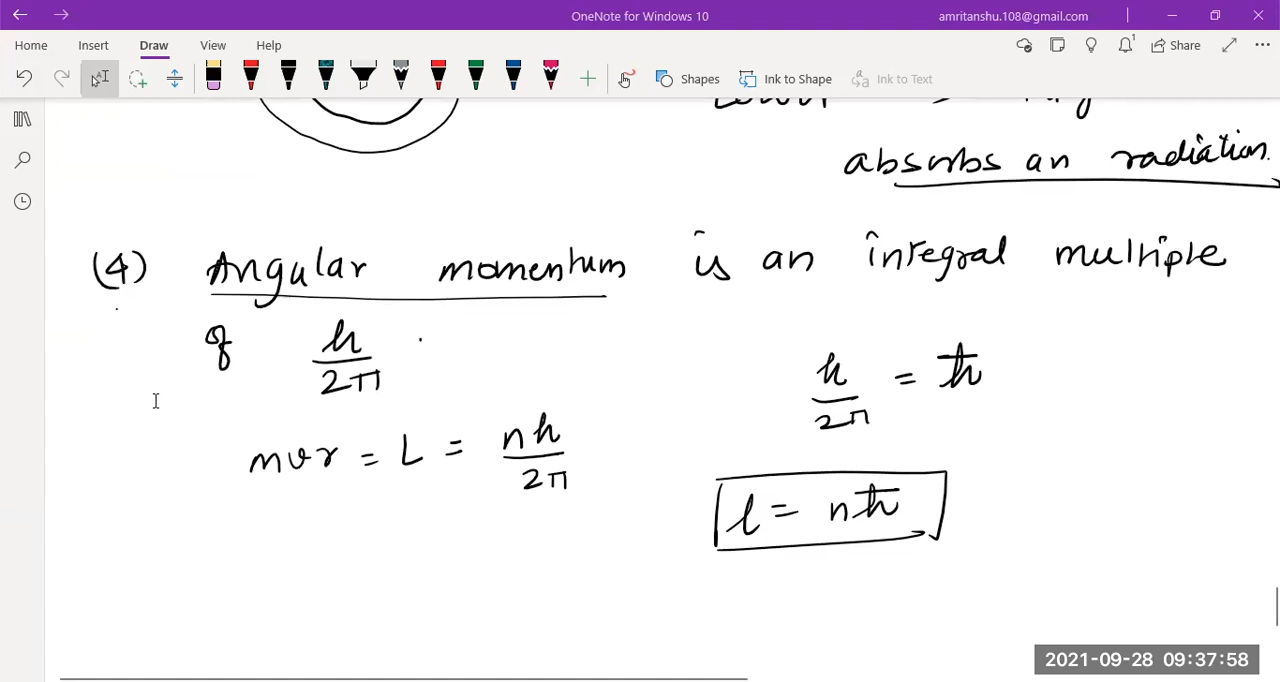 OneNote for Windows 10
amritanshu.108@gmail.com
Home Insert Draw View Help
Share
Shapes Ink to Shape Ink to Text
absorbs an radiation.
(4) Angular momentum is an integral multiple
of h/2π .
h/2π = ħ
mvr = L = nh/2π
l = nħ
2021-09-28 09:37:58